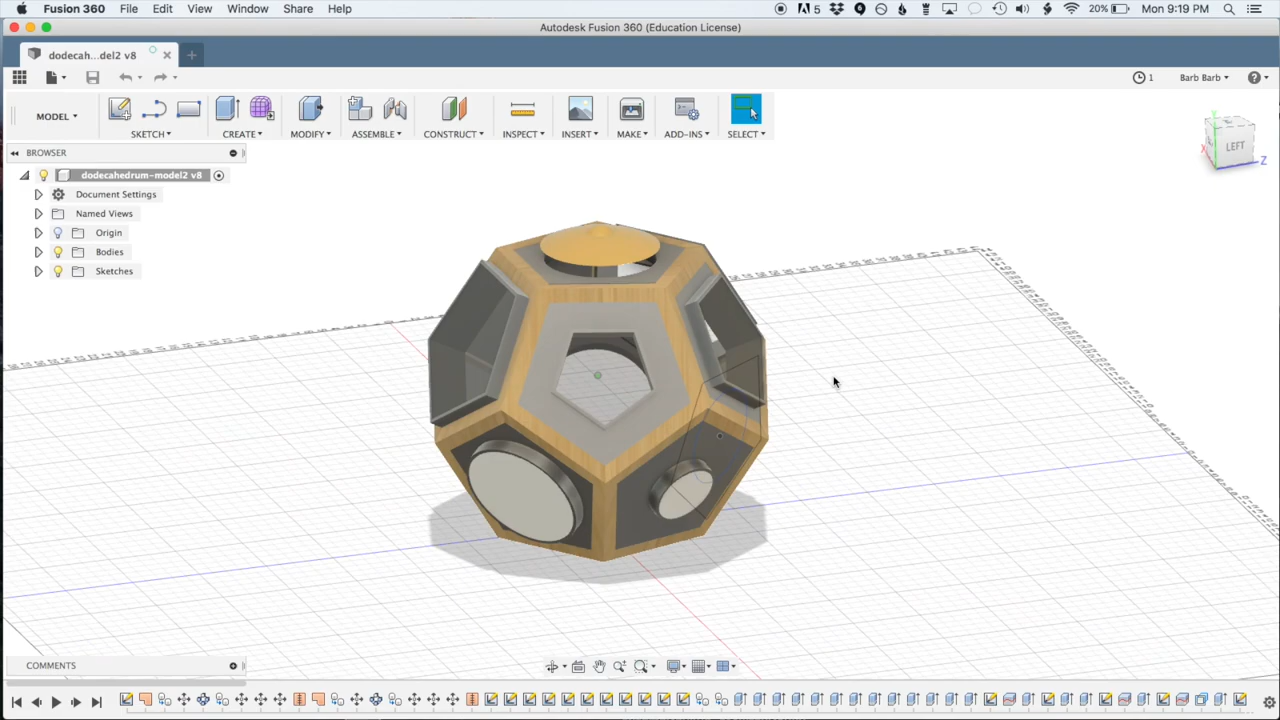 Fusion 360 File Edit View Window Share Help 5 20% Mon 9:19 PM
Autodesk Fusion 360 (Education License)
dodecah...del2 v8
1 Barb Barb
MODEL SKETCH CREATE MODIFY ASSEMBLE CONSTRUCT INSPECT INSERT MAKE ADD-INS SELECT
BROWSER
dodecahedrum-model2 v8
Document Settings
Named Views
Origin
Bodies
Sketches
LEFT
X
Y
Z
COMMENTS